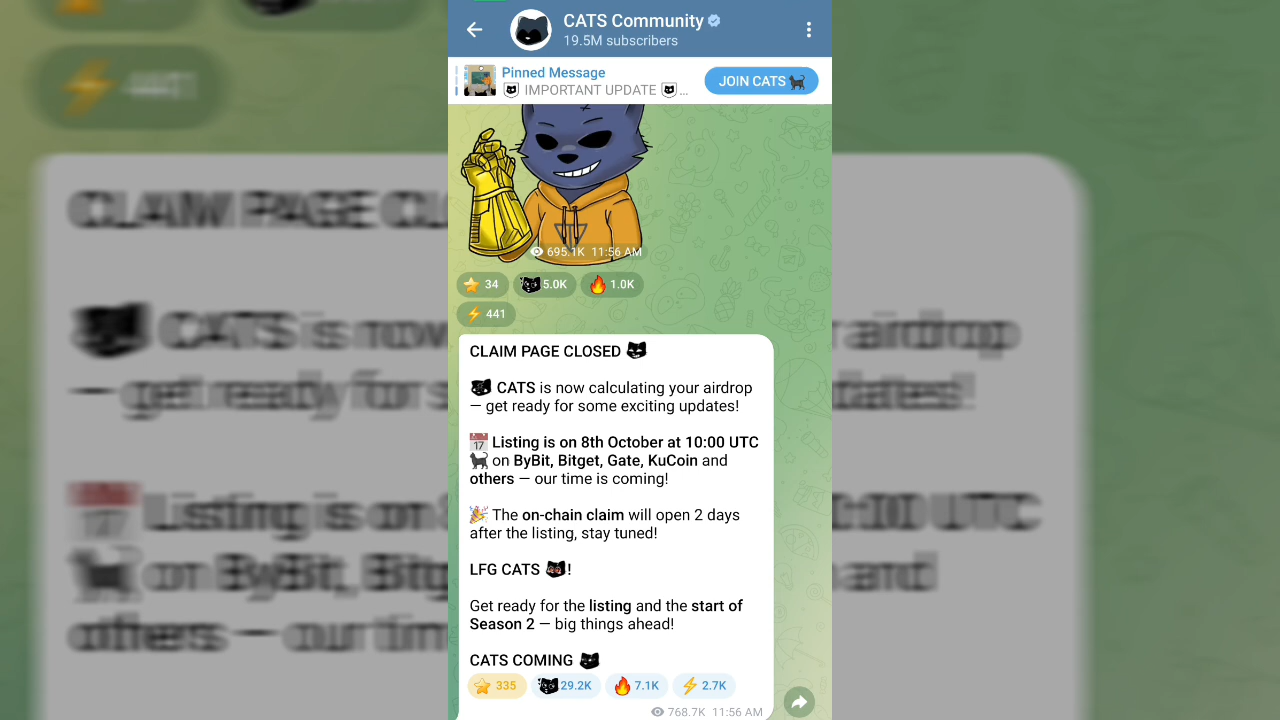 CATS Community
19.5M subscribers
Pinned Message
IMPORTANT UPDATE ...
JOIN CATS
695.1K 11:56 AM
34 5.0K 1.0K
441
CLAIM PAGE CLOSED
CATS is now calculating your airdrop
— get ready for some exciting updates!
17 Listing is on 8th October at 10:00 UTC
on ByBit, Bitget, Gate, KuCoin and
others — our time is coming!
The on-chain claim will open 2 days
after the listing, stay tuned!
LFG CATS !
Get ready for the listing and the start of
Season 2 — big things ahead!
CATS COMING
335 29.2K 7.1K 2.7K
768.7K 11:56 AM